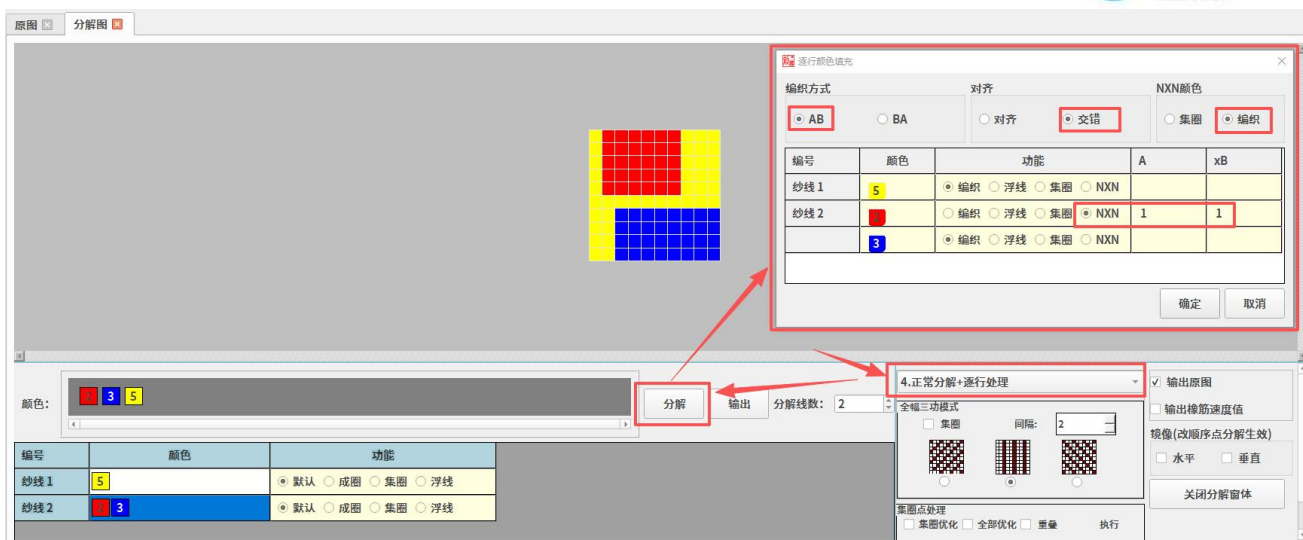 原图 分解图
逐行颜色填充
编织方式 对齐 NXN颜色
AB BA 对齐 交错 集圈 编织
编号 颜色 功能 A xB
纱线1 5 编织 浮线 集圈 NXN
纱线2 2 编织 浮线 集圈 NXN 1 1
3 编织 浮线 集圈 NXN
确定 取消
颜色: 2 3 5 分解 输出 分解线数: 2
4.正常分解+逐行处理
全幅三功模式
集圈 间隔: 2
输出原图
输出橡筋速度值
镜像(改顺序点分解生效)
水平 垂直
关闭分解窗体
编号 颜色 功能
纱线1 5 默认 成圈 集圈 浮线
纱线2 2 3 默认 成圈 集圈 浮线
集圈点处理
集圈优化 全部优化 重叠 执行